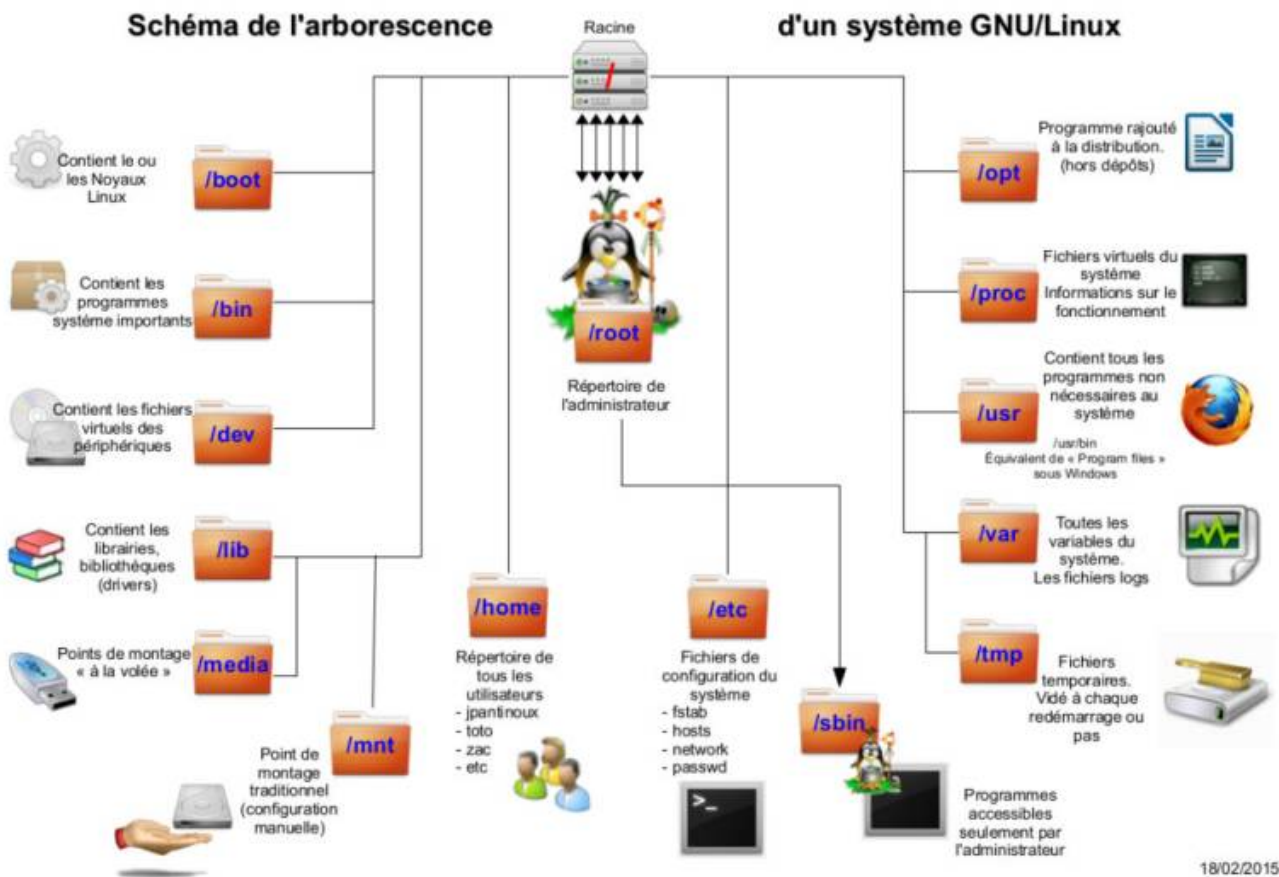 Schéma de l'arborescence
d'un système GNU/Linux
Racine
/
Contient le ou
les Noyaux
Linux
/boot
Contient les
programmes
système importants
/bin
Contient les fichiers
virtuels des
périphériques
/dev
Contient les
librairies,
bibliothèques
(drivers)
/lib
Points de montage
« à la volée »
/media
Point de
montage
traditionnel
(configuration
manuelle)
/mnt
/root
Répertoire de
l'administrateur
/home
Répertoire de
tous les
utilisateurs
- jpantinoux
- toto
- zac
- etc
/etc
Fichiers de
configuration du
système
- fstab
- hosts
- network
- passwd
>_
/sbin
Programmes
accessibles
seulement par
l'administrateur
/opt
Programme rajouté
à la distribution.
(hors dépôts)
/proc
Fichiers virtuels du
système
Informations sur le
fonctionnement
/usr
Contient tous les
programmes non
nécessaires au
système
/usr/bin
Équivalent de « Program files »
sous Windows
/var
Toutes les
variables du
système.
Les fichiers logs
/tmp
Fichiers
temporaires.
Vidé à chaque
redémarrage ou
pas
18/02/2015